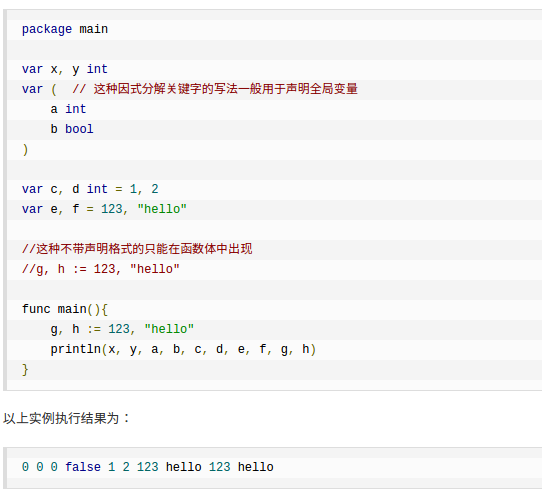 package main
var x, y int
var (  // 这种因式分解关键字的写法一般用于声明全局变量
    a int
    b bool
)
var c, d int = 1, 2
var e, f = 123, "hello"
//这种不带声明格式的只能在函数体中出现
//g, h := 123, "hello"
func main(){
    g, h := 123, "hello"
    println(x, y, a, b, c, d, e, f, g, h)
}
以上实例执行结果为：
0 0 0 false 1 2 123 hello 123 hello